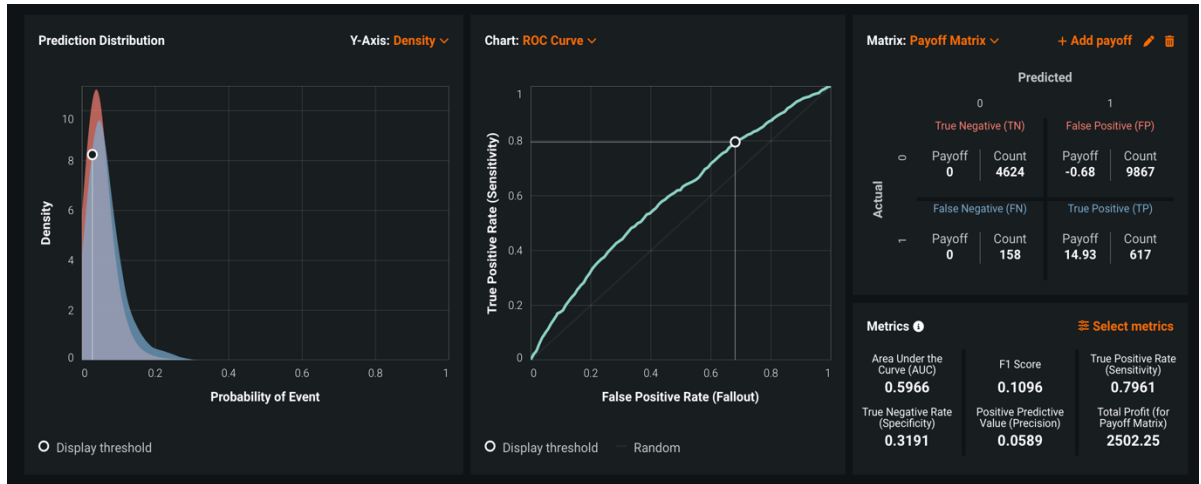 Prediction Distribution
Y-Axis: Density
Density
10
8
6
4
2
0
0 0.2 0.4 0.6 0.8 1
Probability of Event
Display threshold
Chart: ROC Curve
True Positive Rate (Sensitivity)
1
0.8
0.6
0.4
0.2
0
0 0.2 0.4 0.6 0.8 1
False Positive Rate (Fallout)
Display threshold
Random
Matrix: Payoff Matrix
+ Add payoff
Predicted
0 1
Actual
True Negative (TN) False Positive (FP)
0
Payoff Count Payoff Count
0 4624 -0.68 9867
False Negative (FN) True Positive (TP)
1
Payoff Count Payoff Count
0 158 14.93 617
Metrics
Select metrics
Area Under the
Curve (AUC)
0.5966
F1 Score
0.1096
True Positive Rate
(Sensitivity)
0.7961
True Negative Rate
(Specificity)
0.3191
Positive Predictive
Value (Precision)
0.0589
Total Profit (for
Payoff Matrix)
2502.25